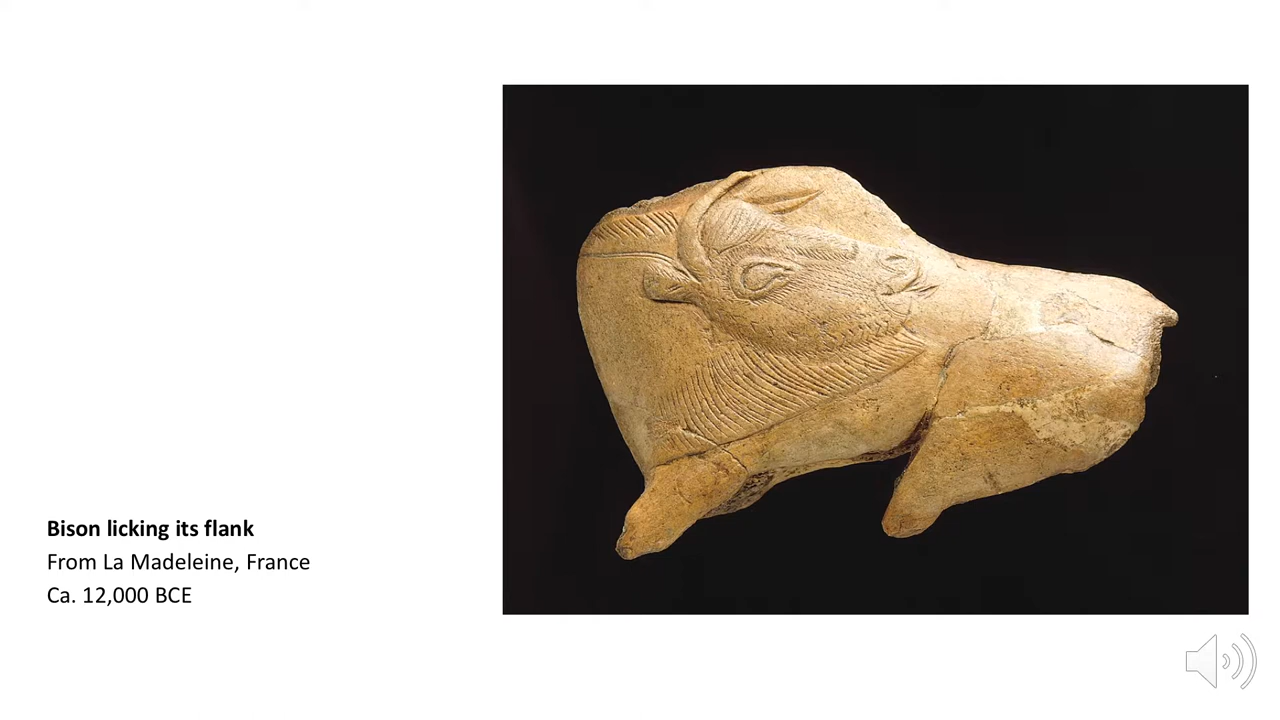 Bison licking its flank
From La Madeleine, France
Ca. 12,000 BCE